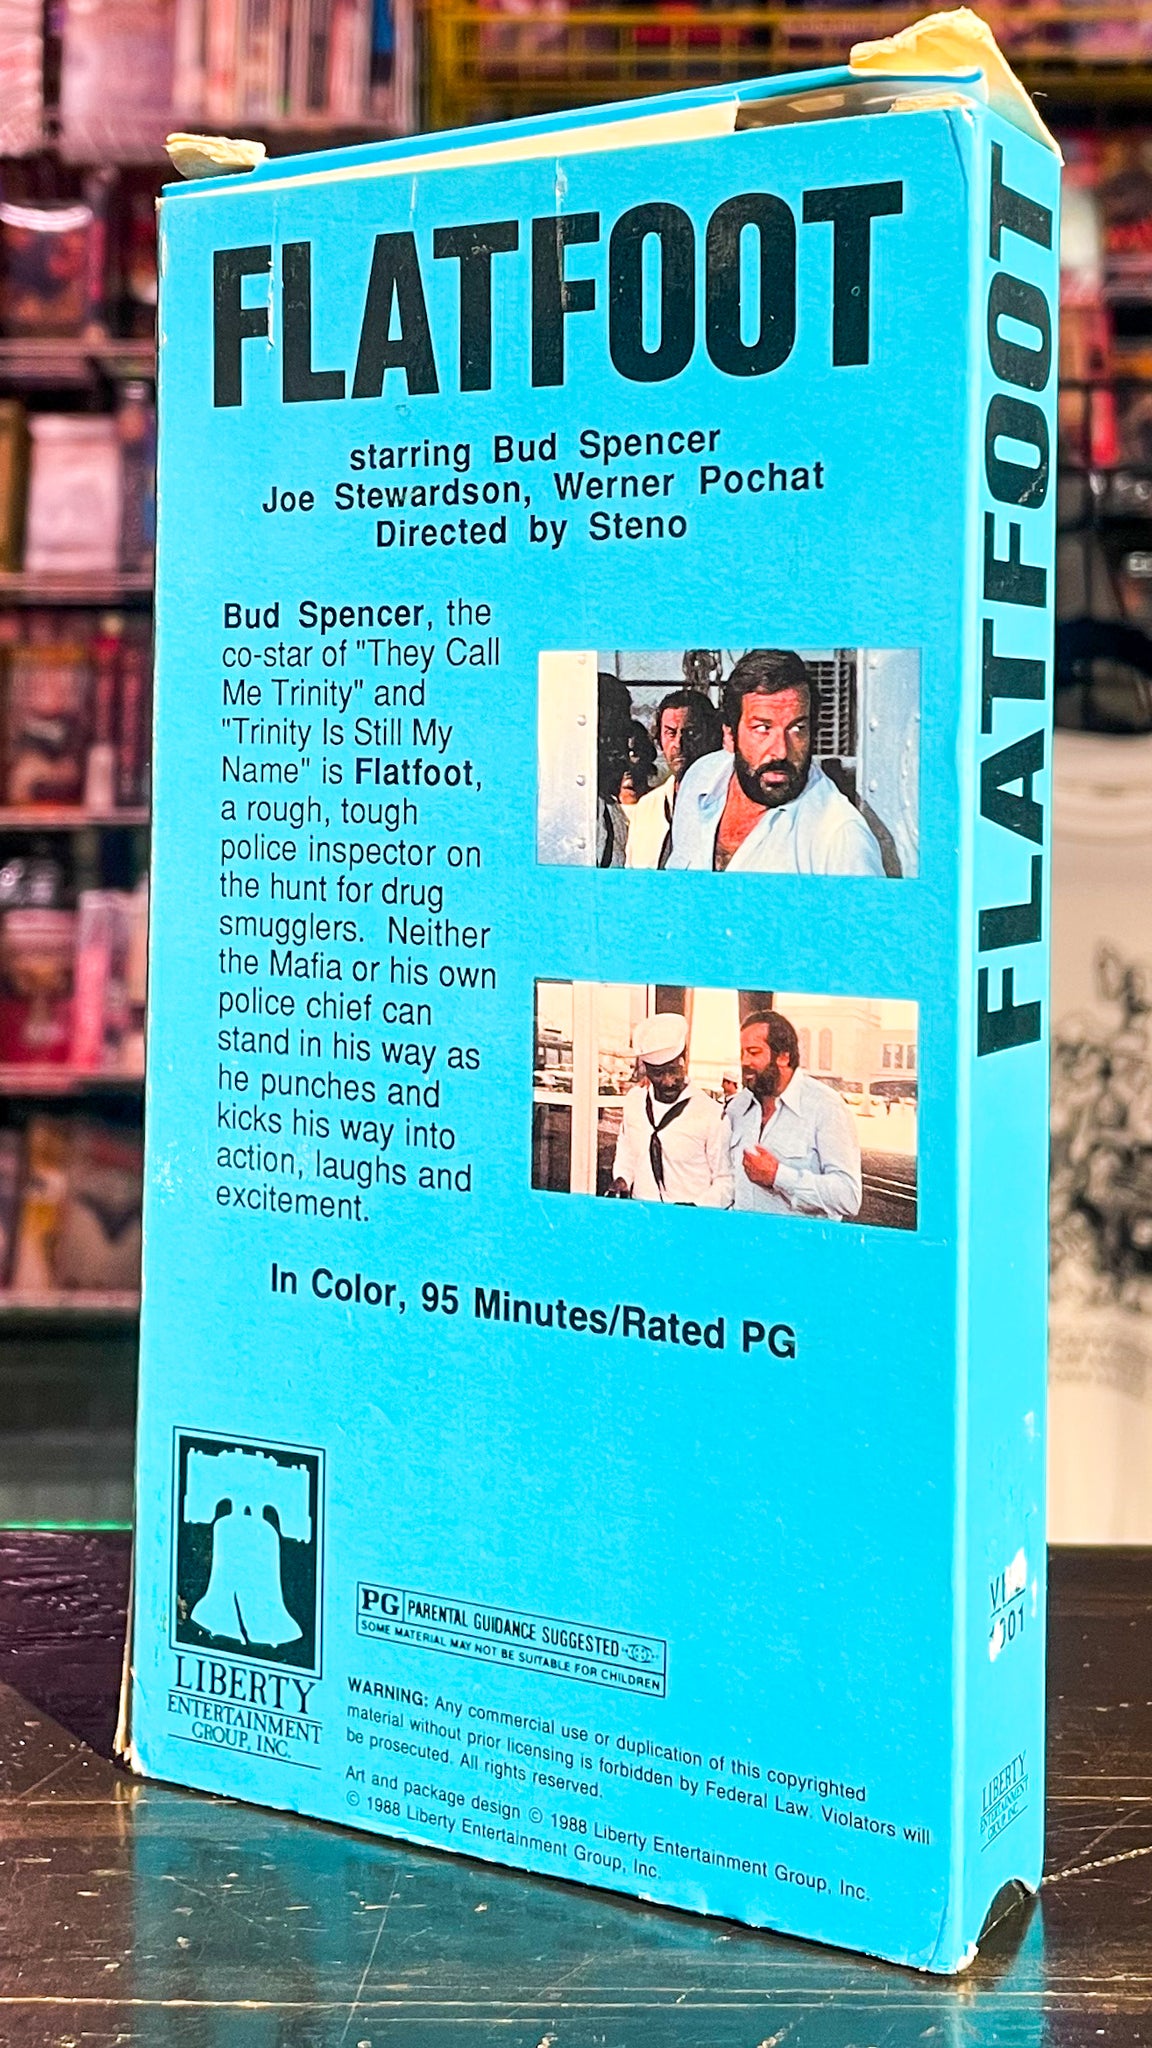 FLATFOOT
starring Bud Spencer
Joe Stewardson, Werner Pochat
Directed by Steno
Bud Spencer, the
co-star of "They Call
Me Trinity" and
"Trinity Is Still My
Name" is Flatfoot,
a rough, tough
police inspector on
the hunt for drug
smugglers. Neither
the Mafia or his own
police chief can
stand in his way as
he punches and
kicks his way into
action, laughs and
excitement.
In Color, 95 Minutes/Rated PG
LIBERTY
ENTERTAINMENT
GROUP, INC.
PG PARENTAL GUIDANCE SUGGESTED
SOME MATERIAL MAY NOT BE SUITABLE FOR CHILDREN
WARNING: Any commercial use or duplication of this copyrighted
material without prior licensing is forbidden by Federal Law. Violators will
be prosecuted. All rights reserved.
Art and package design © 1988 Liberty Entertainment Group, Inc.
© 1988 Liberty Entertainment Group, Inc.
FLATFOOT
LIBERTY
ENTERTAINMENT
GROUP, INC.